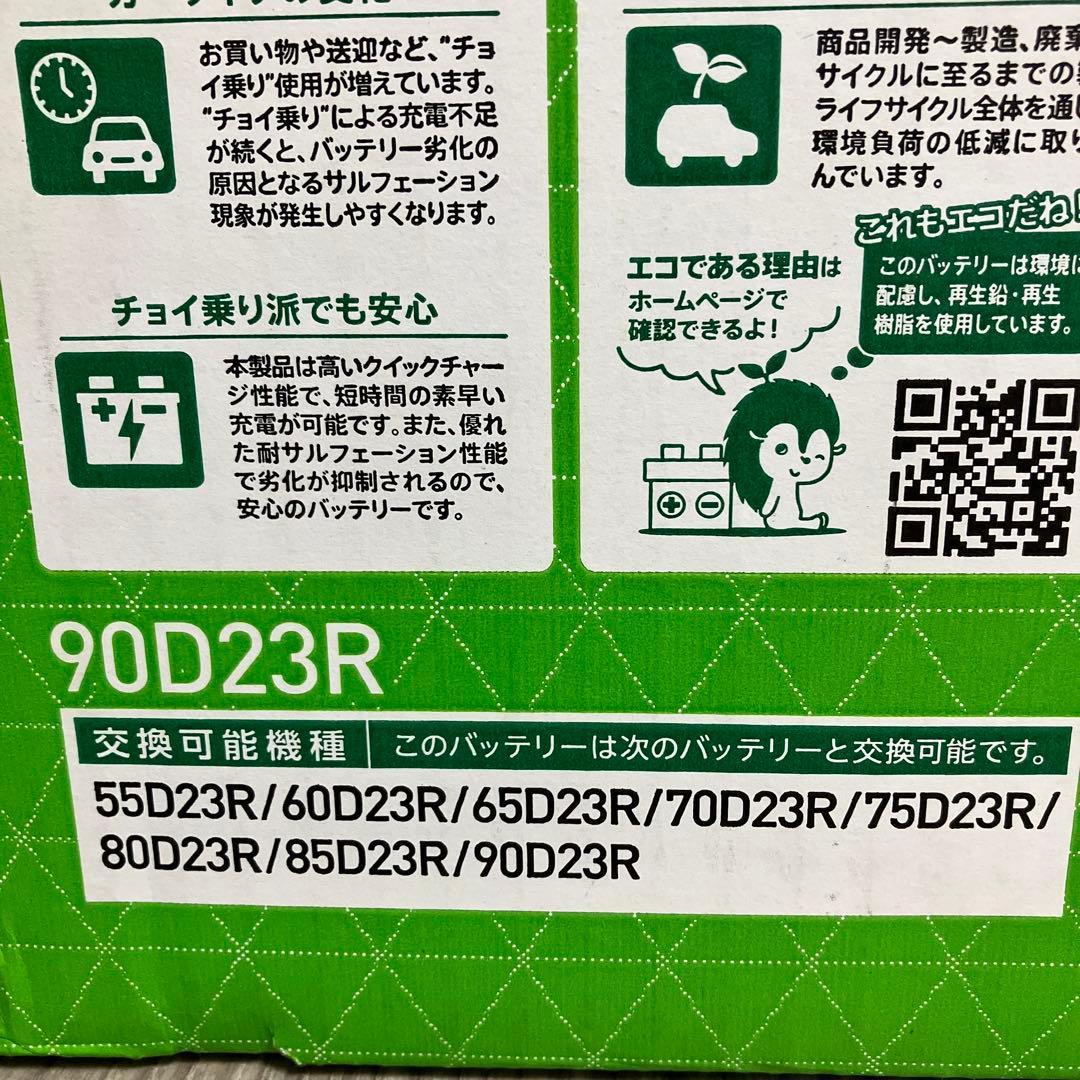 お買い物や送迎など、"チョ
イ乗り"使用が増えています。
"チョイ乗り"による充電不足
が続くと、バッテリー劣化の
原因となるサルフェーション
現象が発生しやすくなります。
チョイ乗り派でも安心
本製品は高いクイックチャー
ジ性能で、短時間の素早い
充電が可能です。また、優れ
た耐サルフェーション性能
で劣化が抑制されるので、
安心のバッテリーです。
商品開発～製造、廃棄
サイクルに至るまでの
ライフサイクル全体を通
環境負荷の低減に取り
んでいます。
これもエコだね!
エコである理由は
ホームページで
確認できるよ!
このバッテリーは環境に
配慮し、再生鉛・再生
樹脂を使用しています。
90D23R
交換可能機種
このバッテリーは次のバッテリーと交換可能です。
55D23R/60D23R/65D23R/70D23R/75D23R/
80D23R/85D23R/90D23R